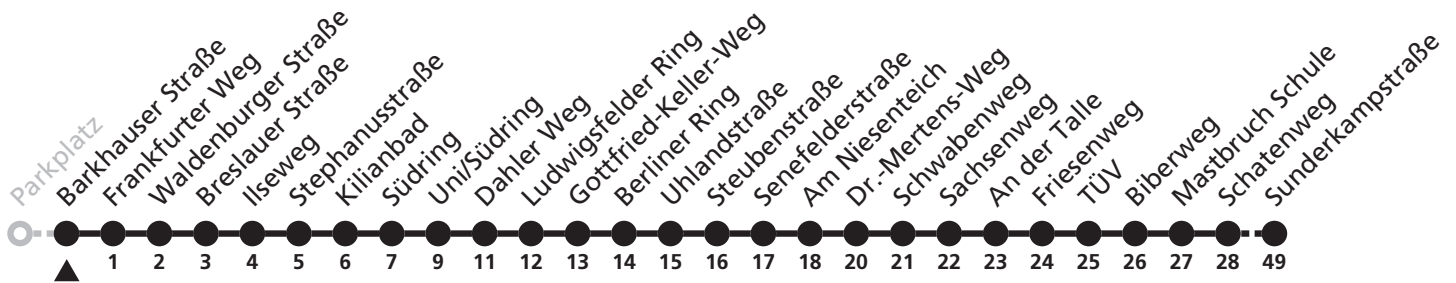 Parkplatz
Barkhauser Straße
Frankfurter Weg
Waldenburger Straße
Breslauer Straße
Ilseweg
Stephanusstraße
Kilianbad
Südring
Uni/Südring
Dahler Weg
Ludwigsfelder Ring
Gottfried-Keller-Weg
Berliner Ring
Uhlandstraße
Steubenstraße
Senefelderstraße
Am Niesenteich
Dr.-Mertens-Weg
Schwabenweg
Sachsenweg
An der Talle
Friesenweg
TÜV
Biberweg
Mastbruch Schule
Schatenweg
Sunderkampstraße
1 2 3 4 5 6 7 9 11 12 13 14 15 16 17 18 20 21 22 23 24 25 26 27 28 49